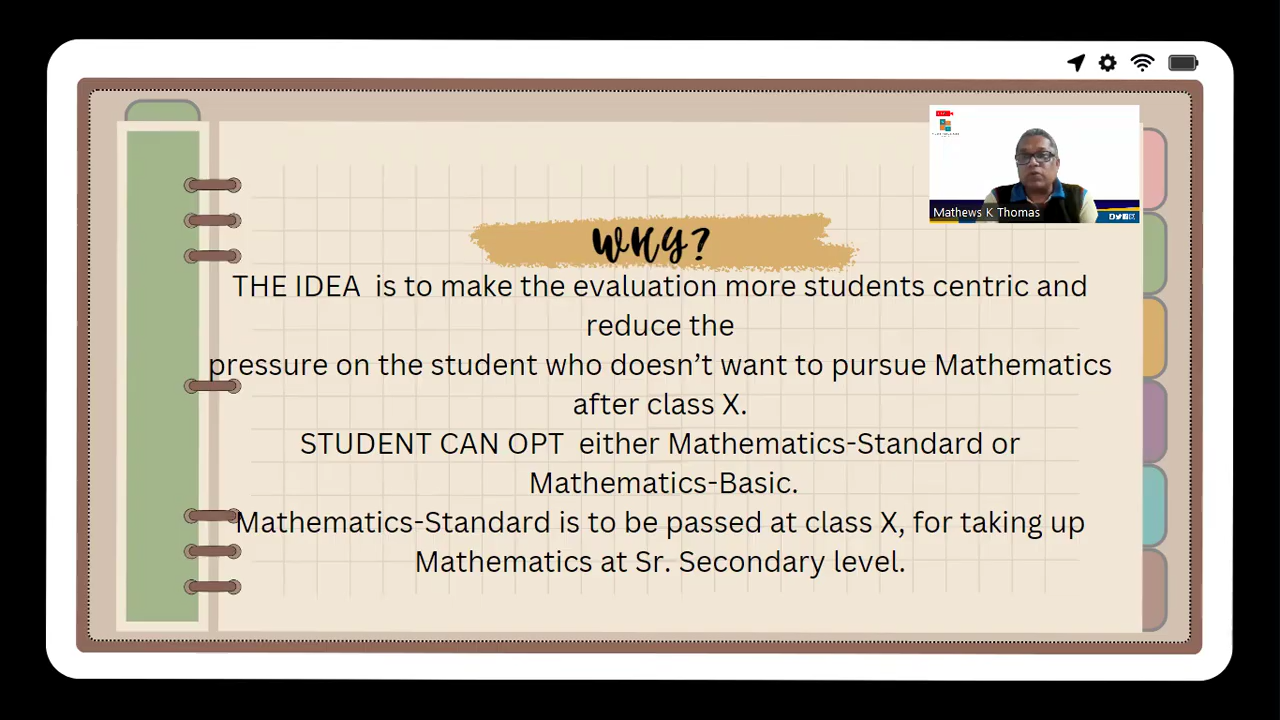 Mathews K Thomas
WHY?
THE IDEA is to make the evaluation more students centric and
reduce the
pressure on the student who doesn't want to pursue Mathematics
after class X.
STUDENT CAN OPT either Mathematics-Standard or
Mathematics-Basic.
Mathematics-Standard is to be passed at class X, for taking up
Mathematics at Sr. Secondary level.